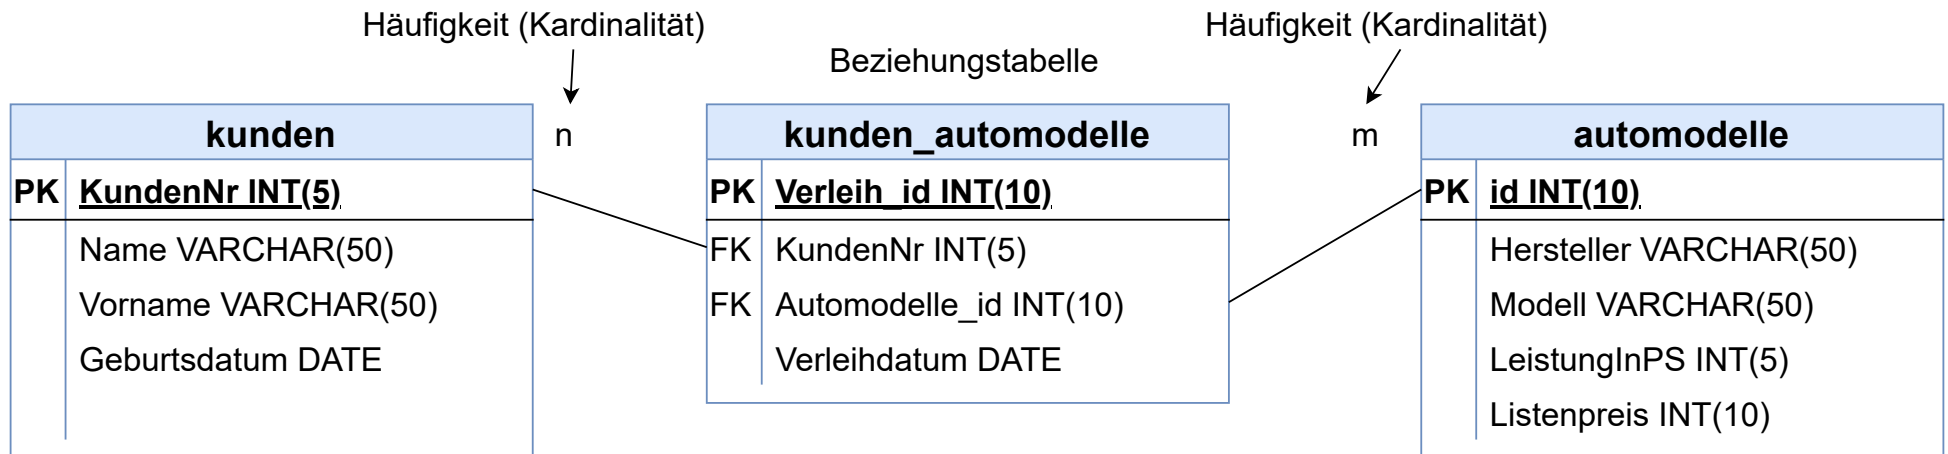 Häufigkeit (Kardinalität)
Häufigkeit (Kardinalität)
Beziehungstabelle
n
m
kunden
PK KundenNr INT(5)
Name VARCHAR(50)
Vorname VARCHAR(50)
Geburtsdatum DATE
kunden_automodelle
PK Verleih_id INT(10)
FK KundenNr INT(5)
FK Automodelle_id INT(10)
Verleihdatum DATE
automodelle
PK id INT(10)
Hersteller VARCHAR(50)
Modell VARCHAR(50)
LeistungInPS INT(5)
Listenpreis INT(10)